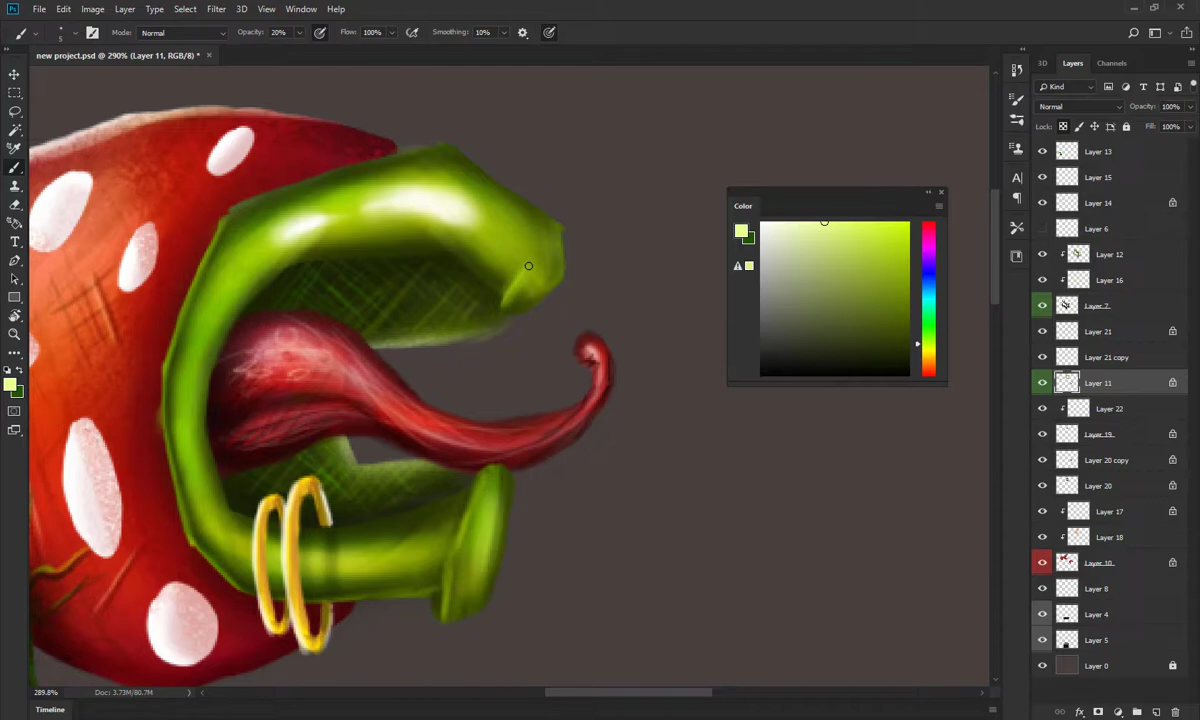 Ps File Edit Image Layer Type Select Filter 3D View Window Help
5 Mode: Normal Opacity: 20% Flow: 100% Smoothing: 10%
new project.psd @ 290% (Layer 11, RGB/8) *
3D Layers Channels
Kind
Normal Opacity: 100%
Lock: Fill: 100%
Layer 13
Layer 15
Layer 14
Layer 6
Layer 12
Layer 16
Layer 7
Layer 21
Layer 21 copy
Layer 11
Layer 22
Layer 19
Layer 20 copy
Layer 20
Layer 17
Layer 18
Layer 10
Layer 8
Layer 4
Layer 5
Layer 0
Color
289.8% Doc: 3.73M/80.7M
Timeline
fx